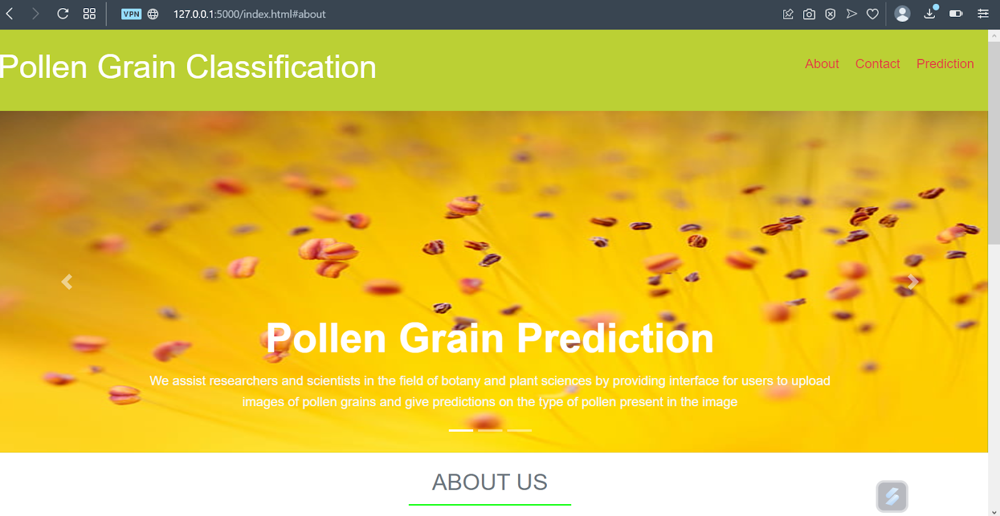 VPN
127.0.0.1:5000/index.html#about
Pollen Grain Classification
About Contact Prediction
Pollen Grain Prediction
We assist researchers and scientists in the field of botany and plant sciences by providing interface for users to upload
images of pollen grains and give predictions on the type of pollen present in the image
ABOUT US